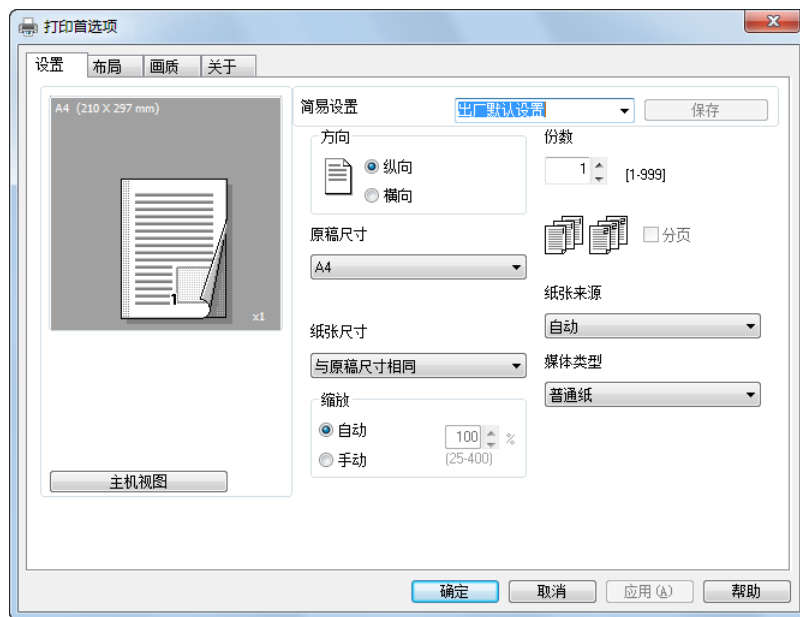 打印首选项
设置 布局 画质 关于
A4 (210 X 297 mm)
1
x1
主机视图
简易设置 出厂默认设置 保存
方向
纵向
横向
原稿尺寸
A4
纸张尺寸
与原稿尺寸相同
缩放
自动
手动
100 %
(25-400)
份数
1 [1-999]
分页
纸张来源
自动
媒体类型
普通纸
确定 取消 应用(A) 帮助